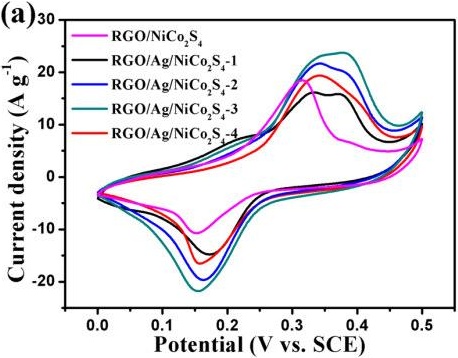 (a)
30
20
10
0
-10
-20
Current density (A g⁻¹)
RGO/NiCo₂S₄
RGO/Ag/NiCo₂S₄-1
RGO/Ag/NiCo₂S₄-2
RGO/Ag/NiCo₂S₄-3
RGO/Ag/NiCo₂S₄-4
0.0 0.1 0.2 0.3 0.4 0.5
Potential (V vs. SCE)